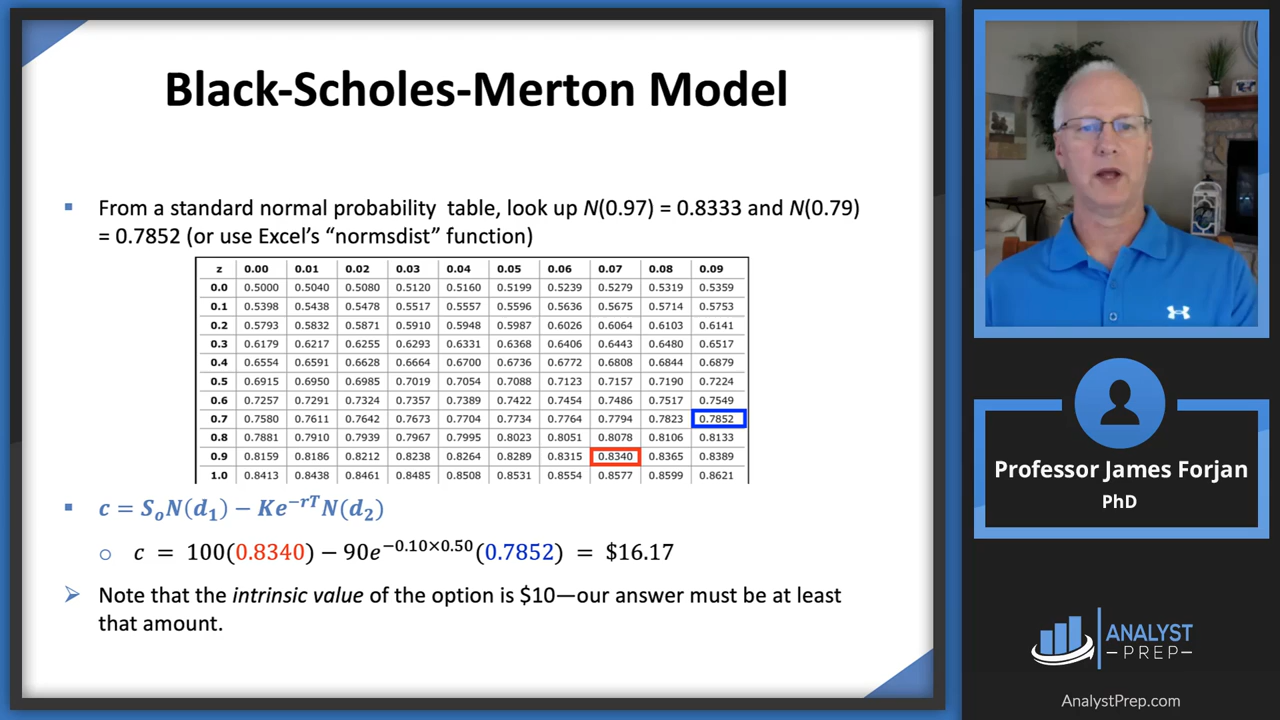 Black-Scholes-Merton Model
▪ From a standard normal probability table, look up N(0.97) = 0.8333 and N(0.79)
= 0.7852 (or use Excel’s “normsdist” function)
z 0.00 0.01 0.02 0.03 0.04 0.05 0.06 0.07 0.08 0.09
0.0 0.5000 0.5040 0.5080 0.5120 0.5160 0.5199 0.5239 0.5279 0.5319 0.5359
0.1 0.5398 0.5438 0.5478 0.5517 0.5557 0.5596 0.5636 0.5675 0.5714 0.5753
0.2 0.5793 0.5832 0.5871 0.5910 0.5948 0.5987 0.6026 0.6064 0.6103 0.6141
0.3 0.6179 0.6217 0.6255 0.6293 0.6331 0.6368 0.6406 0.6443 0.6480 0.6517
0.4 0.6554 0.6591 0.6628 0.6664 0.6700 0.6736 0.6772 0.6808 0.6844 0.6879
0.5 0.6915 0.6950 0.6985 0.7019 0.7054 0.7088 0.7123 0.7157 0.7190 0.7224
0.6 0.7257 0.7291 0.7324 0.7357 0.7389 0.7422 0.7454 0.7486 0.7517 0.7549
0.7 0.7580 0.7611 0.7642 0.7673 0.7704 0.7734 0.7764 0.7794 0.7823 0.7852
0.8 0.7881 0.7910 0.7939 0.7967 0.7995 0.8023 0.8051 0.8078 0.8106 0.8133
0.9 0.8159 0.8186 0.8212 0.8238 0.8264 0.8289 0.8315 0.8340 0.8365 0.8389
1.0 0.8413 0.8438 0.8461 0.8485 0.8508 0.8531 0.8554 0.8577 0.8599 0.8621
▪ c = S₀N(d₁) − Ke^(−rT)N(d₂)
○ c = 100(0.8340) − 90e^(−0.10×0.50)(0.7852) = $16.17
➢ Note that the intrinsic value of the option is $10—our answer must be at least
that amount.
Professor James Forjan
PhD
ANALYST
PREP
AnalystPrep.com